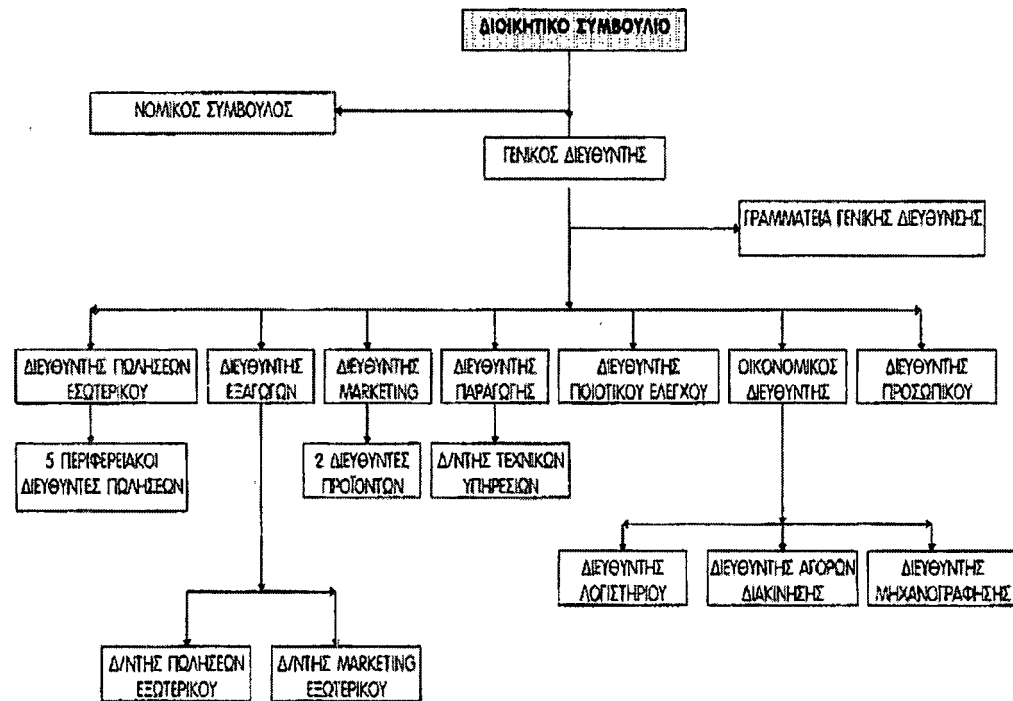 ΔΙΟΙΚΗΤΙΚΟ ΣΥΜΒΟΥΛΙΟ
ΝΟΜΙΚΟΣ ΣΥΜΒΟΥΛΟΣ
ΓΕΝΙΚΟΣ ΔΙΕΥΘΥΝΤΗΣ
ΓΡΑΜΜΑΤΕΙΑ ΓΕΝΙΚΗΣ ΔΙΕΥΘΥΝΣΗΣ
ΔΙΕΥΘΥΝΤΗΣ ΠΩΛΗΣΕΩΝ
ΕΣΩΤΕΡΙΚΟΥ
ΔΙΕΥΘΥΝΤΗΣ
ΕΞΑΓΩΓΩΝ
ΔΙΕΥΘΥΝΤΗΣ
MARKETING
ΔΙΕΥΘΥΝΤΗΣ
ΠΑΡΑΓΩΓΗΣ
ΔΙΕΥΘΥΝΤΗΣ
ΠΟΙΟΤΙΚΟΥ ΕΛΕΓΧΟΥ
ΟΙΚΟΝΟΜΙΚΟΣ
ΔΙΕΥΘΥΝΤΗΣ
ΔΙΕΥΘΥΝΤΗΣ
ΠΡΟΣΩΠΙΚΟΥ
5 ΠΕΡΙΦΕΡΕΙΑΚΟΙ
ΔΙΕΥΘΥΝΤΕΣ ΠΩΛΗΣΕΩΝ
2 ΔΙΕΥΘΥΝΤΕΣ
ΠΡΟΪΟΝΤΩΝ
Δ/ΝΤΗΣ ΤΕΧΝΙΚΩΝ
ΥΠΗΡΕΣΙΩΝ
ΔΙΕΥΘΥΝΤΗΣ
ΛΟΓΙΣΤΗΡΙΟΥ
ΔΙΕΥΘΥΝΤΗΣ ΑΓΟΡΩΝ
ΔΙΑΚΙΝΗΣΗΣ
ΔΙΕΥΘΥΝΤΗΣ
ΜΗΧΑΝΟΓΡΑΦΗΣΗΣ
Δ/ΝΤΗΣ ΠΩΛΗΣΕΩΝ
ΕΞΩΤΕΡΙΚΟΥ
Δ/ΝΤΗΣ MARKETING
ΕΞΩΤΕΡΙΚΟΥ